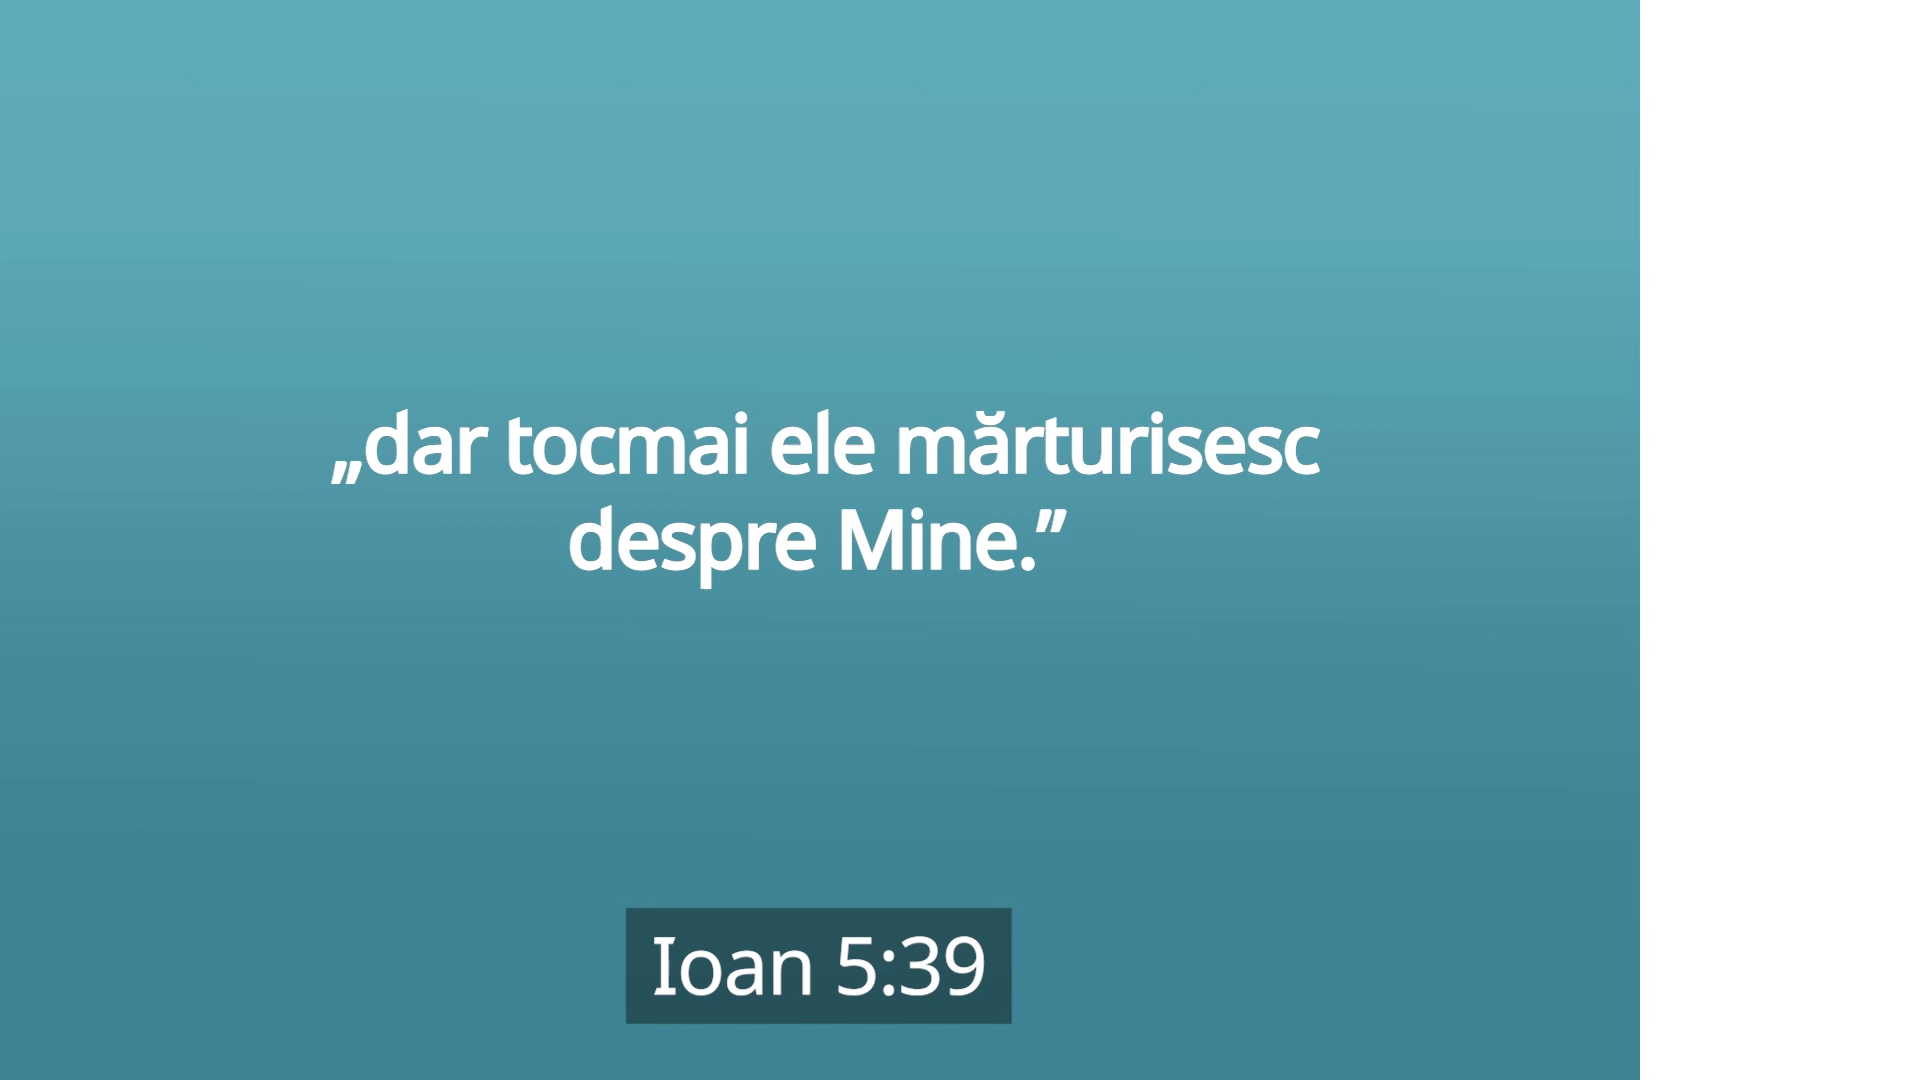 „dar tocmai ele mărturisesc
despre Mine.”
Ioan 5:39